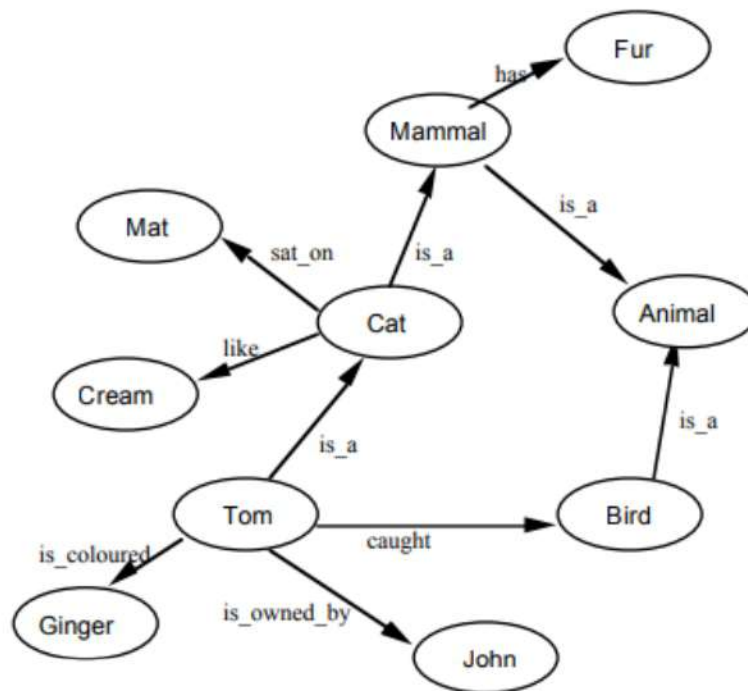 Fur
has
Mammal
is_a
Mat
sat_on
is_a
Cat
Animal
like
Cream
is_a
is_a
Tom
Bird
caught
is_coloured
is_owned_by
Ginger
John